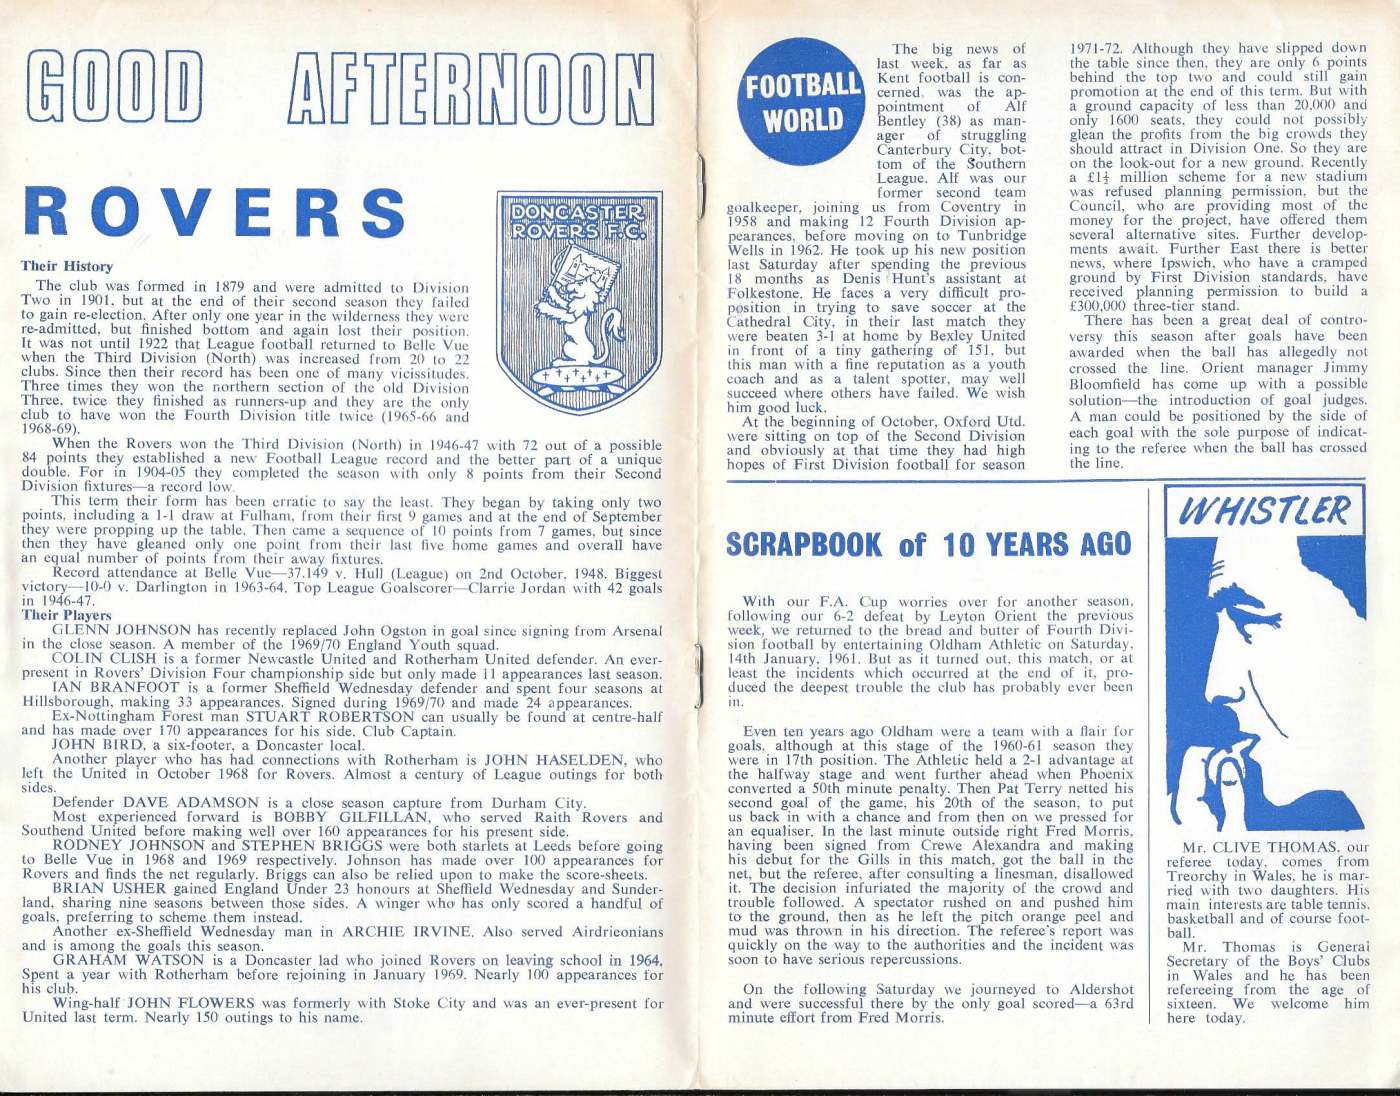 GOOD AFTERNOON
ROVERS
DONCASTER
ROVERS F.C.
Their History
The club was formed in 1879 and were admitted to Division
Two in 1901, but at the end of their second season they failed
to gain re-election. After only one year in the wilderness they were
re-admitted, but finished bottom and again lost their position.
It was not until 1922 that League football returned to Belle Vue
when the Third Division (North) was increased from 20 to 22
clubs. Since then their record has been one of many vicissitudes.
Three times they won the northern section of the old Division
Three, twice they finished as runners-up and they are the only
club to have won the Fourth Division title twice (1965-66 and
1968-69).
When the Rovers won the Third Division (North) in 1946-47 with 72 out of a possible
84 points they established a new Football League record and the better part of a unique
double. For in 1904-05 they completed the season with only 8 points from their Second
Division fixtures—a record low.
This term their form has been erratic to say the least. They began by taking only two
points, including a 1-1 draw at Fulham, from their first 9 games and at the end of September
they were propping up the table. Then came a sequence of 10 points from 7 games, but since
then they have gleaned only one point from their last five home games and overall have
an equal number of points from their away fixtures.
Record attendance at Belle Vue—37.149 v. Hull (League) on 2nd October, 1948. Biggest
victory—10-0 v. Darlington in 1963-64. Top League Goalscorer—Clarrie Jordan with 42 goals
in 1946-47.
Their Players
GLENN JOHNSON has recently replaced John Ogston in goal since signing from Arsenal
in the close season. A member of the 1969/70 England Youth squad.
COLIN CLISH is a former Newcastle United and Rotherham United defender. An ever-
present in Rovers' Division Four championship side but only made 11 appearances last season.
IAN BRANFOOT is a former Sheffield Wednesday defender and spent four seasons at
Hillsborough, making 33 appearances. Signed during 1969/70 and made 24 appearances.
Ex-Nottingham Forest man STUART ROBERTSON can usually be found at centre-half
and has made over 170 appearances for his side. Club Captain.
JOHN BIRD, a six-footer, a Doncaster local.
Another player who has had connections with Rotherham is JOHN HASELDEN, who
left the United in October 1968 for Rovers. Almost a century of League outings for both
sides.
Defender DAVE ADAMSON is a close season capture from Durham City.
Most experienced forward is BOBBY GILFILLAN, who served Raith Rovers and
Southend United before making well over 160 appearances for his present side.
RODNEY JOHNSON and STEPHEN BRIGGS were both starlets at Leeds before going
to Belle Vue in 1968 and 1969 respectively. Johnson has made over 100 appearances for
Rovers and finds the net regularly. Briggs can also be relied upon to make the score-sheets.
BRIAN USHER gained England Under 23 honours at Sheffield Wednesday and Sunder-
land, sharing nine seasons between those sides. A winger who has only scored a handful of
goals, preferring to scheme them instead.
Another ex-Sheffield Wednesday man in ARCHIE IRVINE. Also served Airdrieonians
and is among the goals this season.
GRAHAM WATSON is a Doncaster lad who joined Rovers on leaving school in 1964.
Spent a year with Rotherham before rejoining in January 1969. Nearly 100 appearances for
his club.
Wing-half JOHN FLOWERS was formerly with Stoke City and was an ever-present for
United last term. Nearly 150 outings to his name.
FOOTBALL
WORLD
The big news of
last week, as far as
Kent football is con-
cerned, was the ap-
pointment of Alf
Bentley (38) as man-
ager of struggling
Canterbury City, bot-
tom of the Southern
League. Alf was our
former second team
goalkeeper, joining us from Coventry in
1958 and making 12 Fourth Division ap-
pearances, before moving on to Tunbridge
Wells in 1962. He took up his new position
last Saturday after spending the previous
18 months as Denis Hunt's assistant at
Folkestone. He faces a very difficult pro-
position in trying to save soccer at the
Cathedral City, in their last match they
were beaten 3-1 at home by Bexley United
in front of a tiny gathering of 151, but
this man with a fine reputation as a youth
coach and as a talent spotter, may well
succeed where others have failed. We wish
him good luck.
At the beginning of October, Oxford Utd.
were sitting on top of the Second Division
and obviously at that time they had high
hopes of First Division football for season
1971-72. Although they have slipped down
the table since then, they are only 6 points
behind the top two and could still gain
promotion at the end of this term. But with
a ground capacity of less than 20,000 and
only 1600 seats, they could not possibly
glean the profits from the big crowds they
should attract in Division One. So they are
on the look-out for a new ground. Recently
a £1½ million scheme for a new stadium
was refused planning permission, but the
Council, who are providing most of the
money for the project, have offered them
several alternative sites. Further develop-
ments await. Further East there is better
news, where Ipswich, who have a cramped
ground by First Division standards, have
received planning permission to build a
£300,000 three-tier stand.
There has been a great deal of contro-
versy this season after goals have been
awarded when the ball has allegedly not
crossed the line. Orient manager Jimmy
Bloomfield has come up with a possible
solution—the introduction of goal judges.
A man could be positioned by the side of
each goal with the sole purpose of indicat-
ing to the referee when the ball has crossed
the line.
SCRAPBOOK of 10 YEARS AGO
With our F.A. Cup worries over for another season,
following our 6-2 defeat by Leyton Orient the previous
week, we returned to the bread and butter of Fourth Divi-
sion football by entertaining Oldham Athletic on Saturday,
14th January, 1961. But as it turned out, this match, or at
least the incidents which occurred at the end of it, pro-
duced the deepest trouble the club has probably ever been
in.
Even ten years ago Oldham were a team with a flair for
goals, although at this stage of the 1960-61 season they
were in 17th position. The Athletic held a 2-1 advantage at
the halfway stage and went further ahead when Phoenix
converted a 50th minute penalty. Then Pat Terry netted his
second goal of the game, his 20th of the season, to put
us back in with a chance and from then on we pressed for
an equaliser. In the last minute outside right Fred Morris,
having been signed from Crewe Alexandra and making
his debut for the Gills in this match, got the ball in the
net, but the referee, after consulting a linesman, disallowed
it. The decision infuriated the majority of the crowd and
trouble followed. A spectator rushed on and pushed him
to the ground, then as he left the pitch orange peel and
mud was thrown in his direction. The referee's report was
quickly on the way to the authorities and the incident was
soon to have serious repercussions.
On the following Saturday we journeyed to Aldershot
and were successful there by the only goal scored—a 63rd
minute effort from Fred Morris.
WHISTLER
Mr. CLIVE THOMAS, our
referee today, comes from
Treorchy in Wales, he is mar-
ried with two daughters. His
main interests are table tennis,
basketball and of course foot-
ball.
Mr. Thomas is General
Secretary of the Boys' Clubs
in Wales and he has been
refereeing from the age of
sixteen. We welcome him
here today.